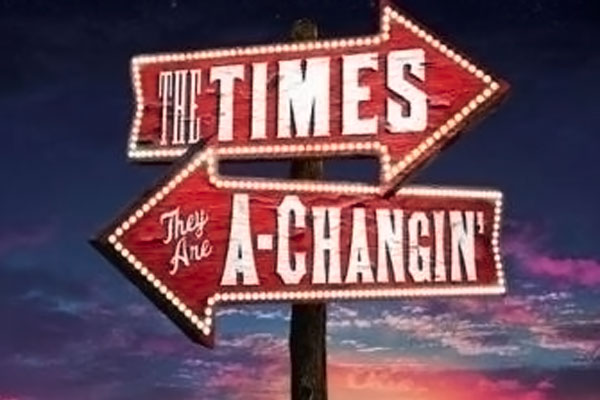 THE TIMES
They
Are
A-CHANGIN'